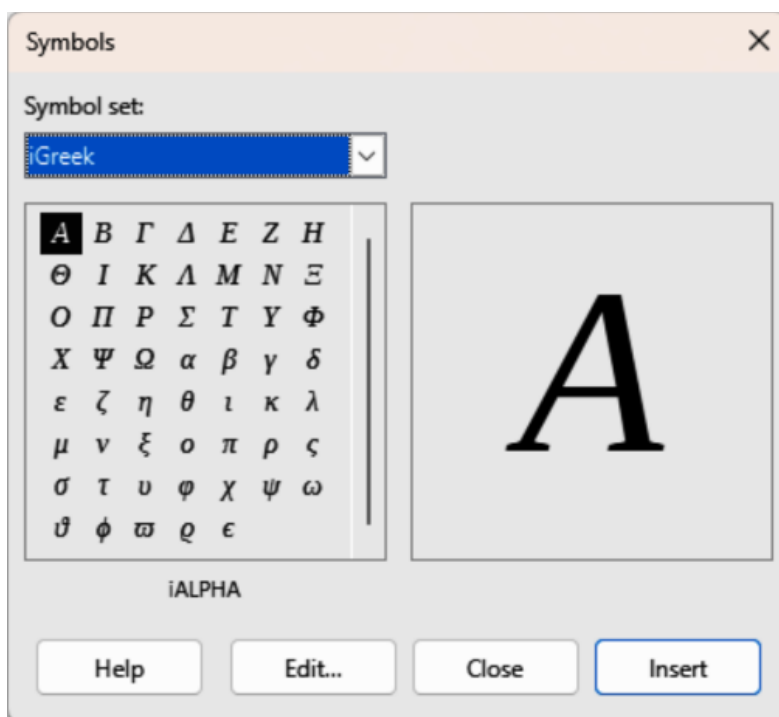 Symbols
Symbol set:
iGreek
Α Β Γ Δ Ε Ζ Η
Θ Ι Κ Λ Μ Ν Ξ
Ο Π Ρ Σ Τ Υ Φ
Χ Ψ Ω α β γ δ
ε ζ η θ ι κ λ
μ ν ξ ο π ρ ς
σ τ υ φ χ ψ ω
ϑ ϕ ϖ ϱ ϵ
Α
iALPHA
Help Edit... Close Insert